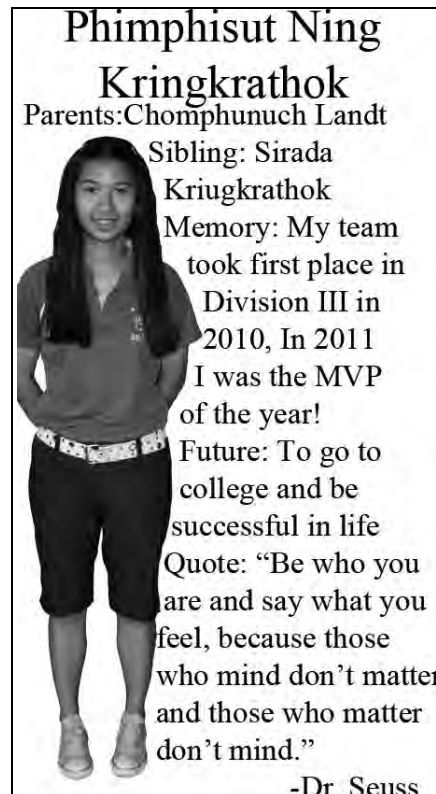 Phimphisut Ning
Kringkrathok
Parents:Chomphunuch Landt
Sibling: Sirada
Kriugkrathok
Memory: My team
took first place in
Division III in
2010, In 2011
I was the MVP
of the year!
Future: To go to
college and be
successful in life
Quote: “Be who you
are and say what you
feel, because those
who mind don’t matter
and those who matter
don’t mind.”
-Dr. Seuss